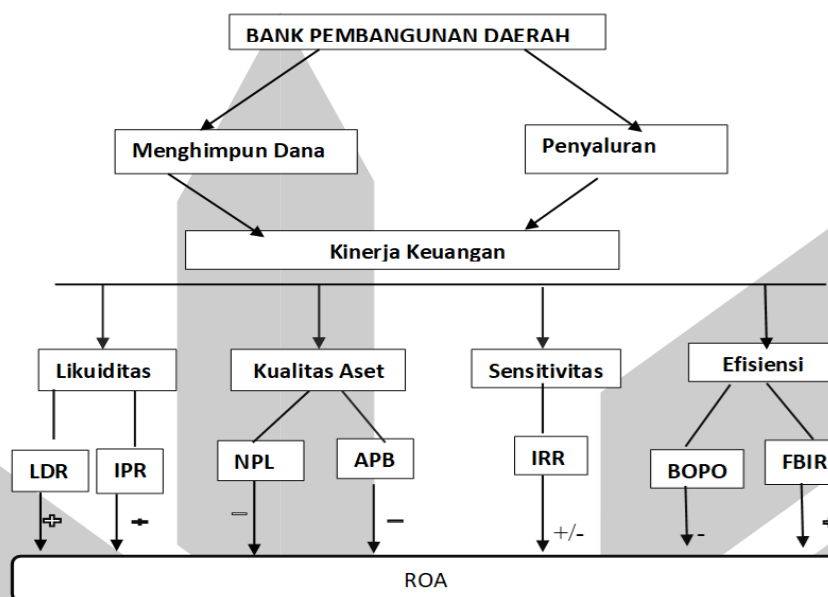 BANK PEMBANGUNAN DAERAH
Menghimpun Dana
Penyaluran
Kinerja Keuangan
Likuiditas
Kualitas Aset
Sensitivitas
Efisiensi
LDR
IPR
NPL
APB
IRR
BOPO
FBIR
+
+
-
-
+/-
-
+
ROA